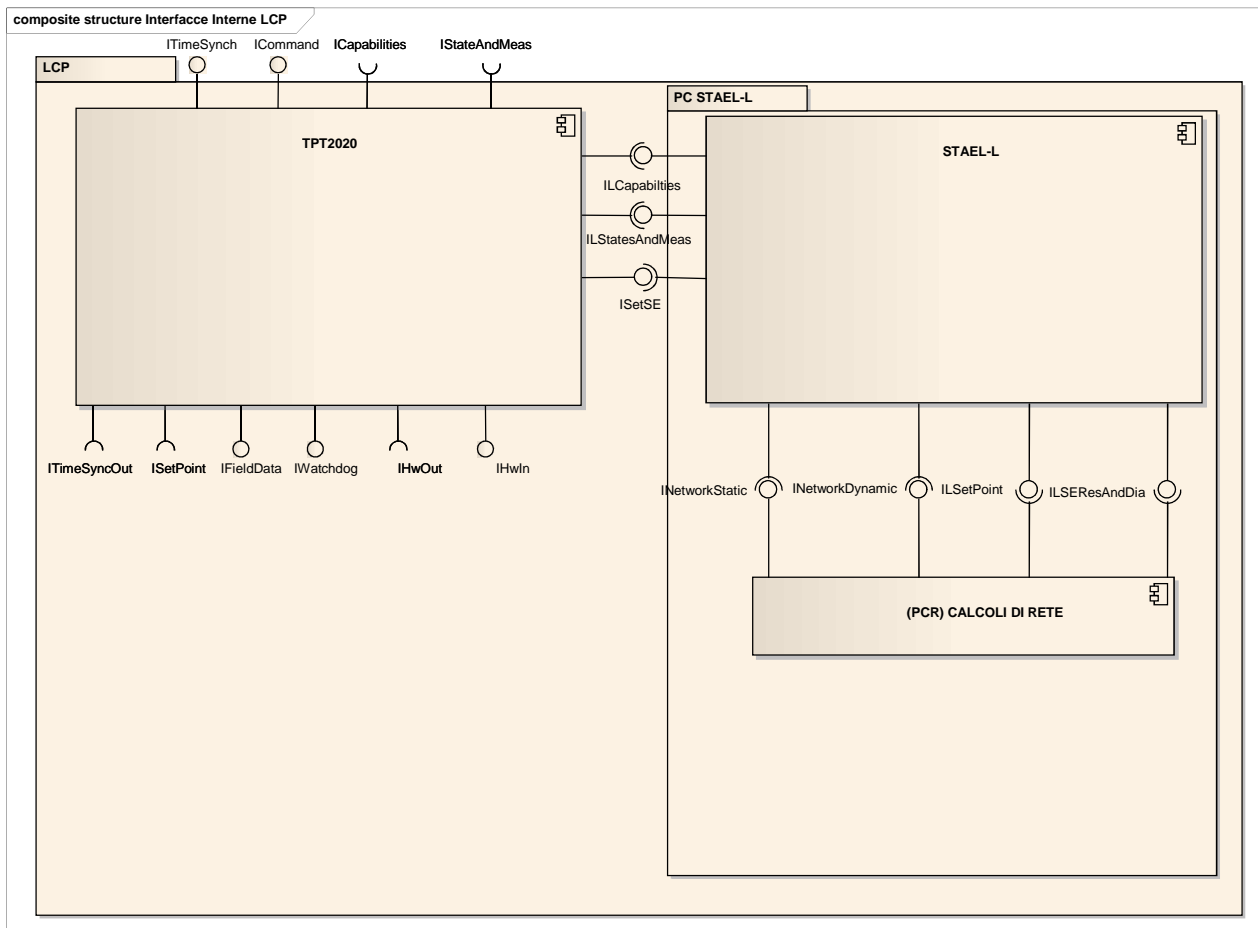 composite structure Interfacce Interne LCP
ITimeSynch
ICommand
ICapabilities
IStateAndMeas
LCP
PC STAEL-L
TPT2020
STAEL-L
ILCapabilties
ILStatesAndMeas
ISetSE
ITimeSyncOut
ISetPoint
IFieldData
IWatchdog
IHwOut
IHwIn
INetworkStatic
INetworkDynamic
ILSetPoint
ILSEResAndDia
(PCR) CALCOLI DI RETE